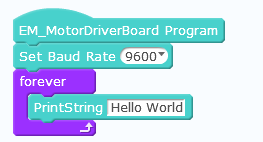 EM_MotorDriverBoard Program
Set Baud Rate 9600
forever
PrintString Hello World